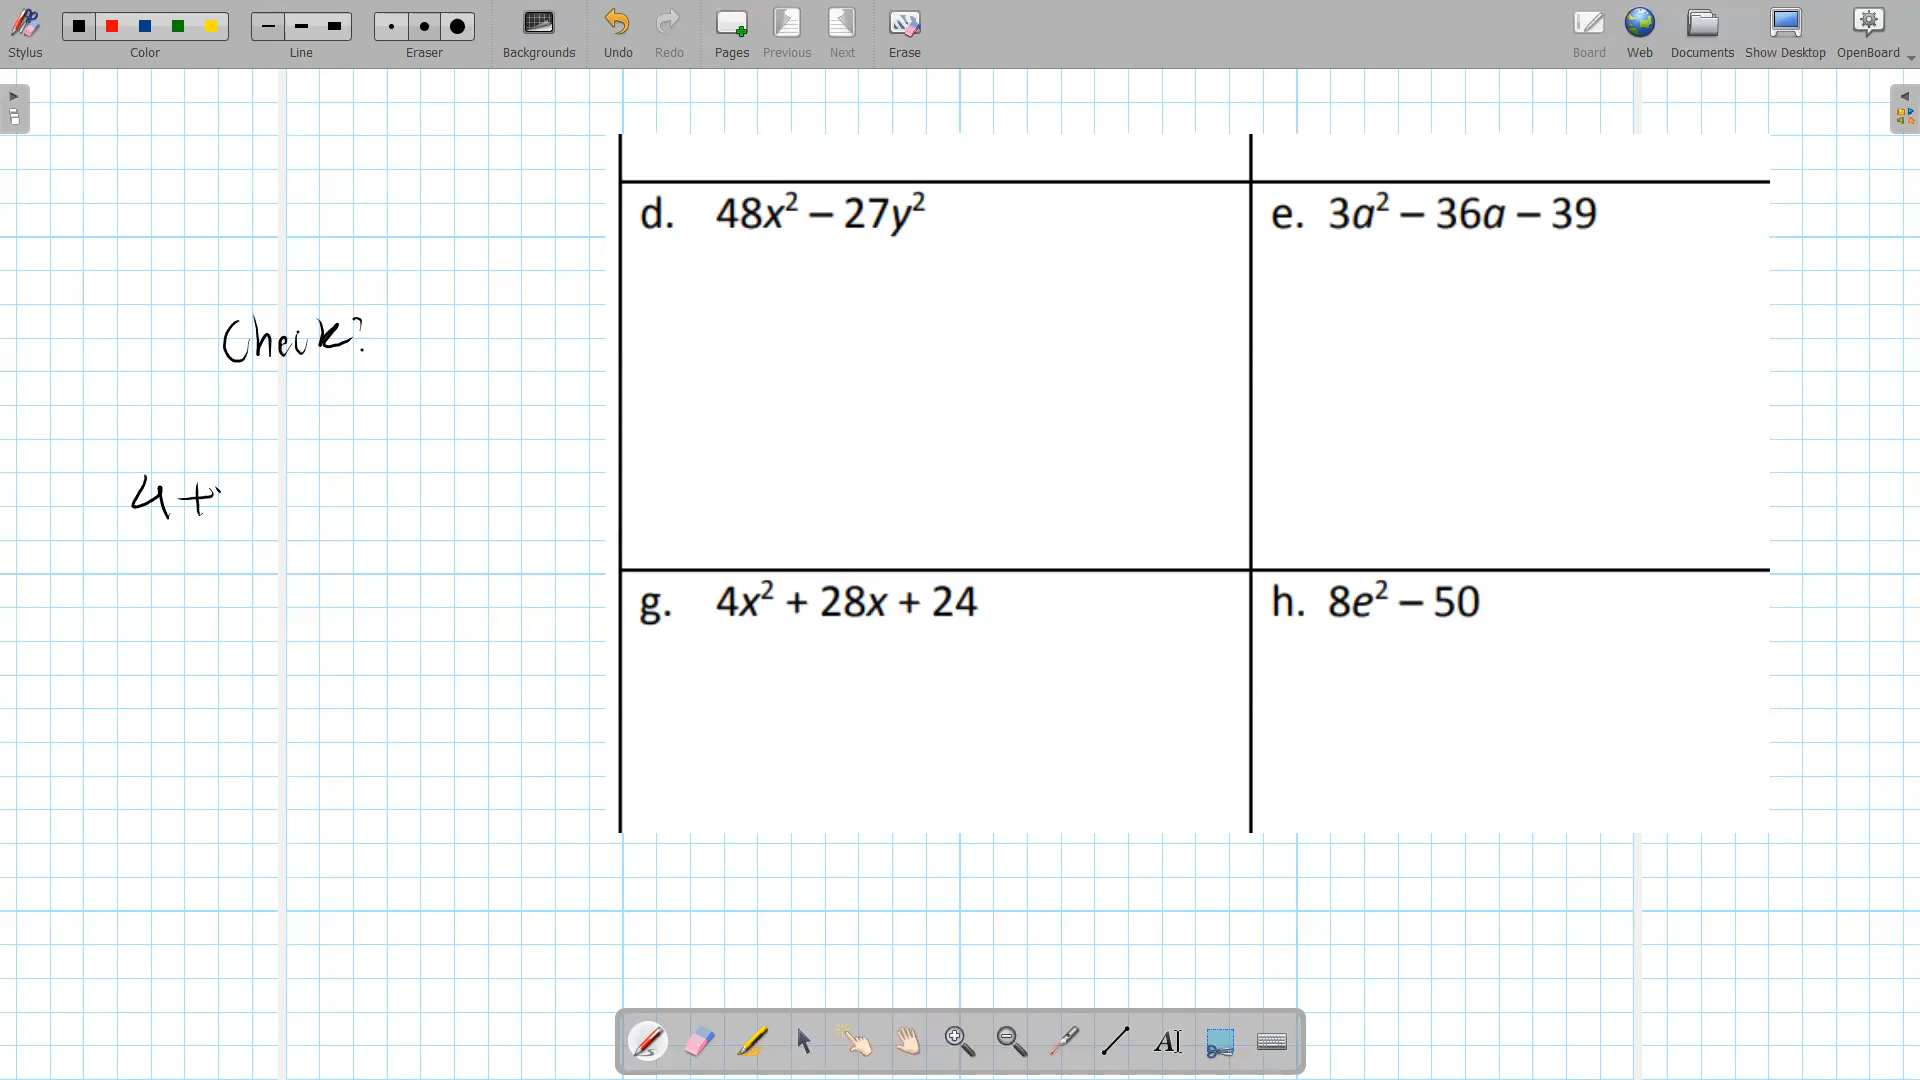 Stylus Color Line Eraser Backgrounds Undo Redo Pages Previous Next Erase Board Web Documents Show Desktop OpenBoard
d. 48x² – 27y²
e. 3a² – 36a – 39
Check?
4+
g. 4x² + 28x + 24
h. 8e² – 50